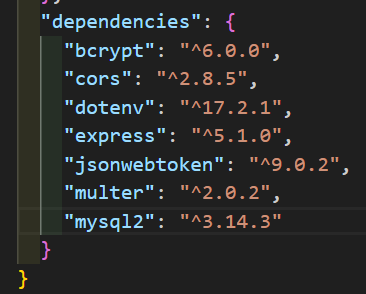 },
"dependencies": {
"bcrypt": "^6.0.0",
"cors": "^2.8.5",
"dotenv": "^17.2.1",
"express": "^5.1.0",
"jsonwebtoken": "^9.0.2",
"multer": "^2.0.2",
"mysql2": "^3.14.3"
}
}